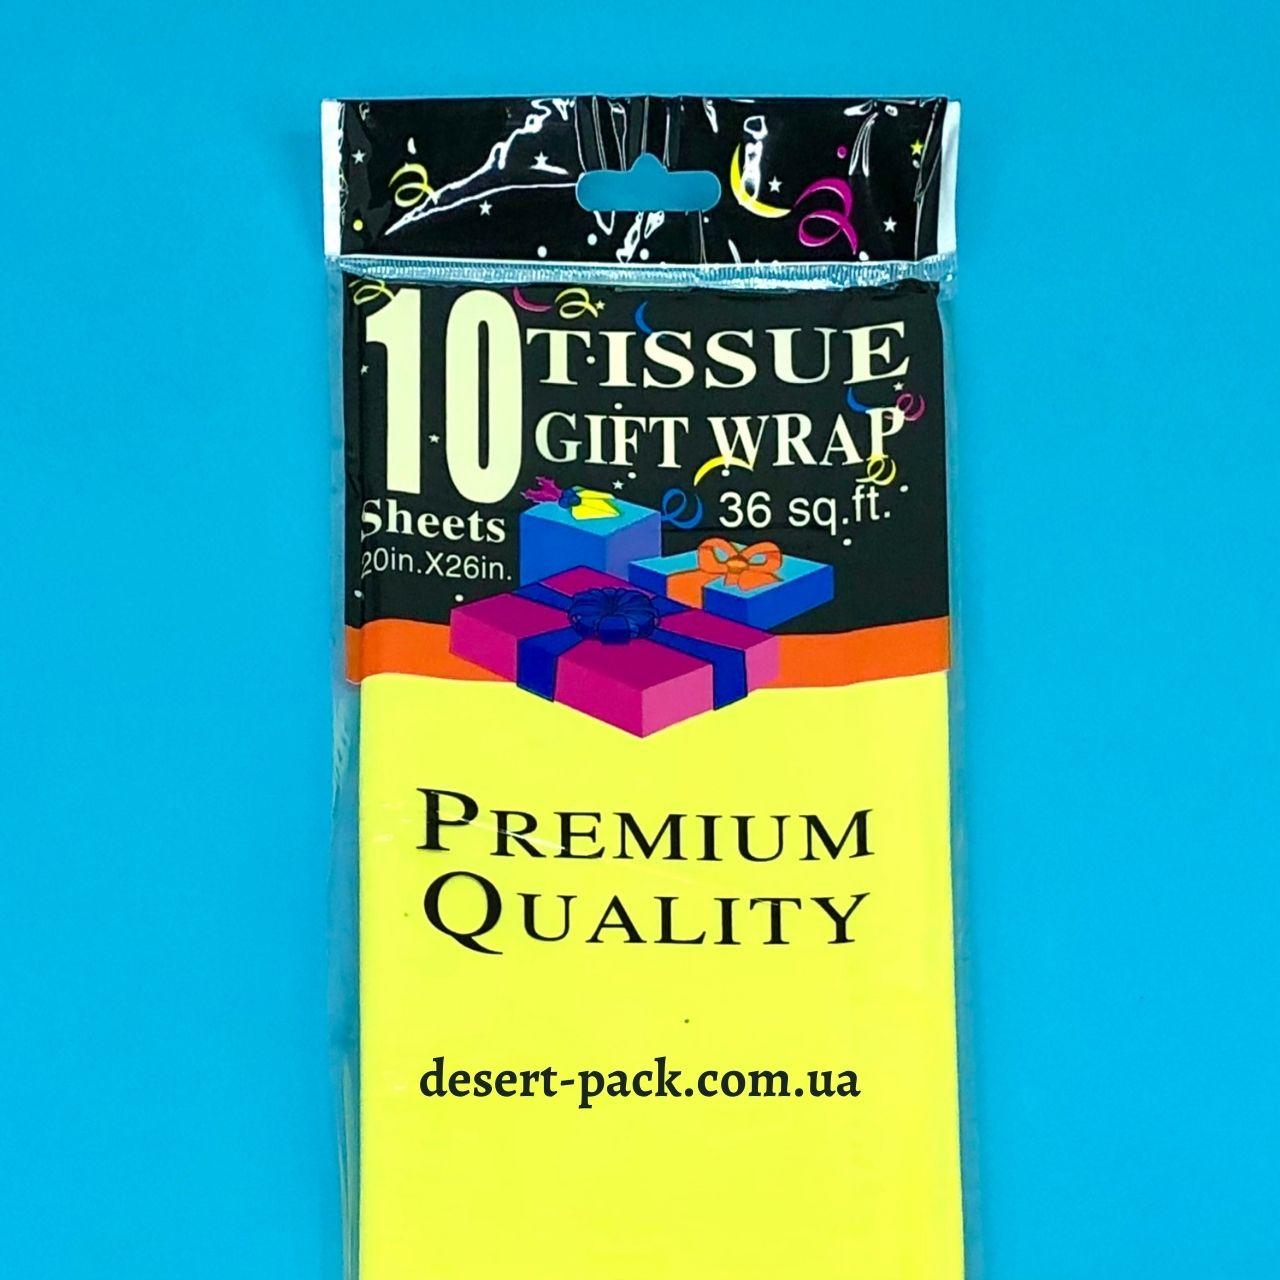 10 TISSUE
GIFT WRAP
36 sq.ft.
Sheets
20in.X26in.
PREMIUM
QUALITY
desert-pack.com.ua